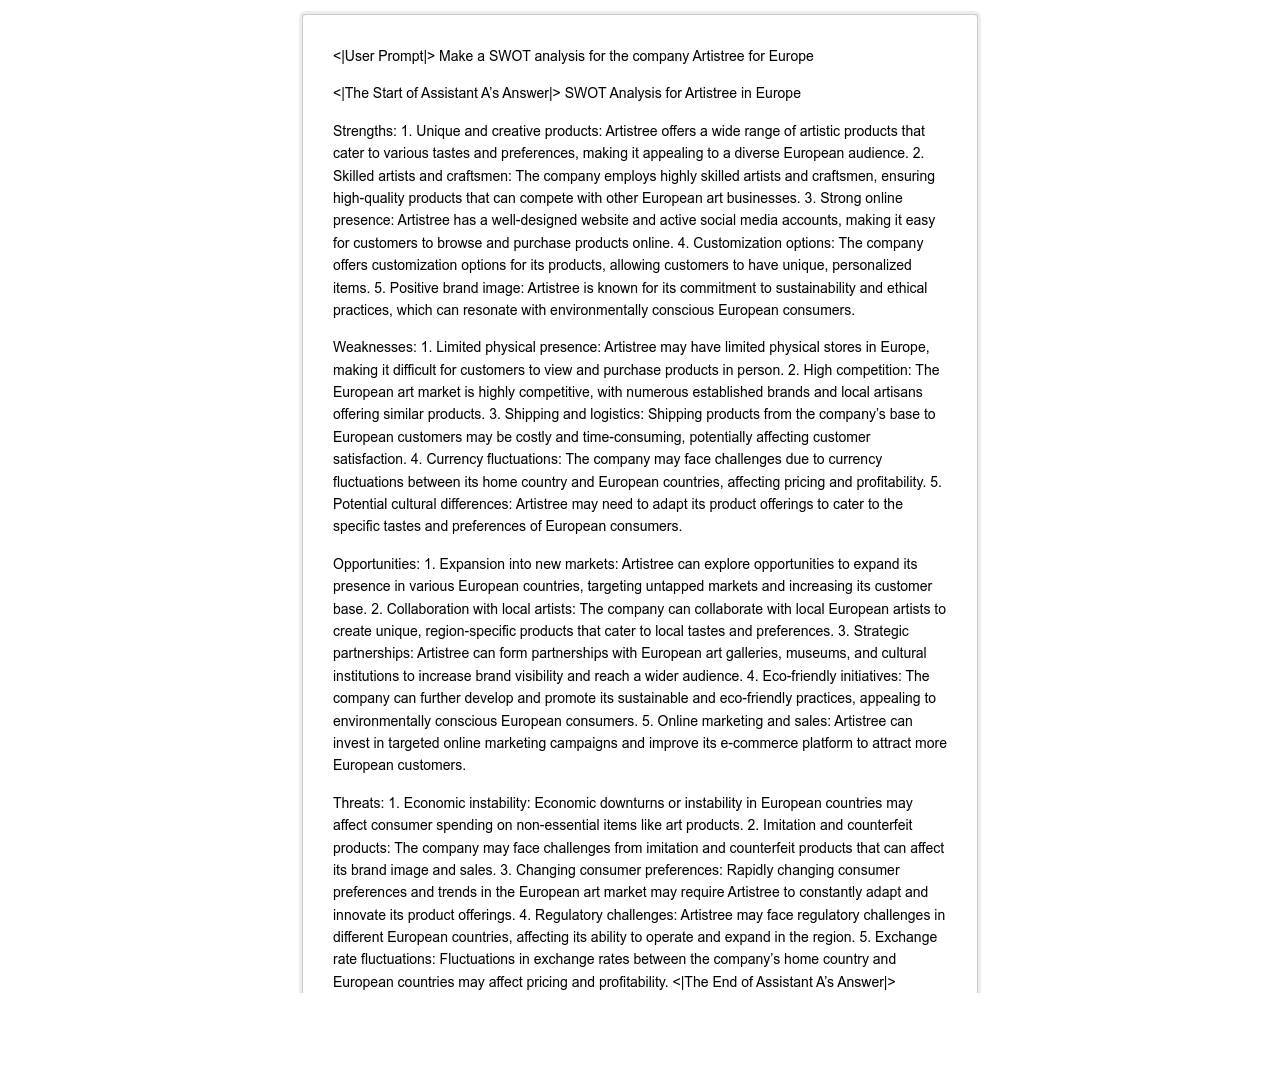 <|User Prompt|> Make a SWOT analysis for the company Artistree for Europe
<|The Start of Assistant A’s Answer|> SWOT Analysis for Artistree in Europe
Strengths: 1. Unique and creative products: Artistree offers a wide range of artistic products that
cater to various tastes and preferences, making it appealing to a diverse European audience. 2.
Skilled artists and craftsmen: The company employs highly skilled artists and craftsmen, ensuring
high-quality products that can compete with other European art businesses. 3. Strong online
presence: Artistree has a well-designed website and active social media accounts, making it easy
for customers to browse and purchase products online. 4. Customization options: The company
offers customization options for its products, allowing customers to have unique, personalized
items. 5. Positive brand image: Artistree is known for its commitment to sustainability and ethical
practices, which can resonate with environmentally conscious European consumers.
Weaknesses: 1. Limited physical presence: Artistree may have limited physical stores in Europe,
making it difficult for customers to view and purchase products in person. 2. High competition: The
European art market is highly competitive, with numerous established brands and local artisans
offering similar products. 3. Shipping and logistics: Shipping products from the company’s base to
European customers may be costly and time-consuming, potentially affecting customer
satisfaction. 4. Currency fluctuations: The company may face challenges due to currency
fluctuations between its home country and European countries, affecting pricing and profitability. 5.
Potential cultural differences: Artistree may need to adapt its product offerings to cater to the
specific tastes and preferences of European consumers.
Opportunities: 1. Expansion into new markets: Artistree can explore opportunities to expand its
presence in various European countries, targeting untapped markets and increasing its customer
base. 2. Collaboration with local artists: The company can collaborate with local European artists to
create unique, region-specific products that cater to local tastes and preferences. 3. Strategic
partnerships: Artistree can form partnerships with European art galleries, museums, and cultural
institutions to increase brand visibility and reach a wider audience. 4. Eco-friendly initiatives: The
company can further develop and promote its sustainable and eco-friendly practices, appealing to
environmentally conscious European consumers. 5. Online marketing and sales: Artistree can
invest in targeted online marketing campaigns and improve its e-commerce platform to attract more
European customers.
Threats: 1. Economic instability: Economic downturns or instability in European countries may
affect consumer spending on non-essential items like art products. 2. Imitation and counterfeit
products: The company may face challenges from imitation and counterfeit products that can affect
its brand image and sales. 3. Changing consumer preferences: Rapidly changing consumer
preferences and trends in the European art market may require Artistree to constantly adapt and
innovate its product offerings. 4. Regulatory challenges: Artistree may face regulatory challenges in
different European countries, affecting its ability to operate and expand in the region. 5. Exchange
rate fluctuations: Fluctuations in exchange rates between the company’s home country and
European countries may affect pricing and profitability. <|The End of Assistant A’s Answer|>